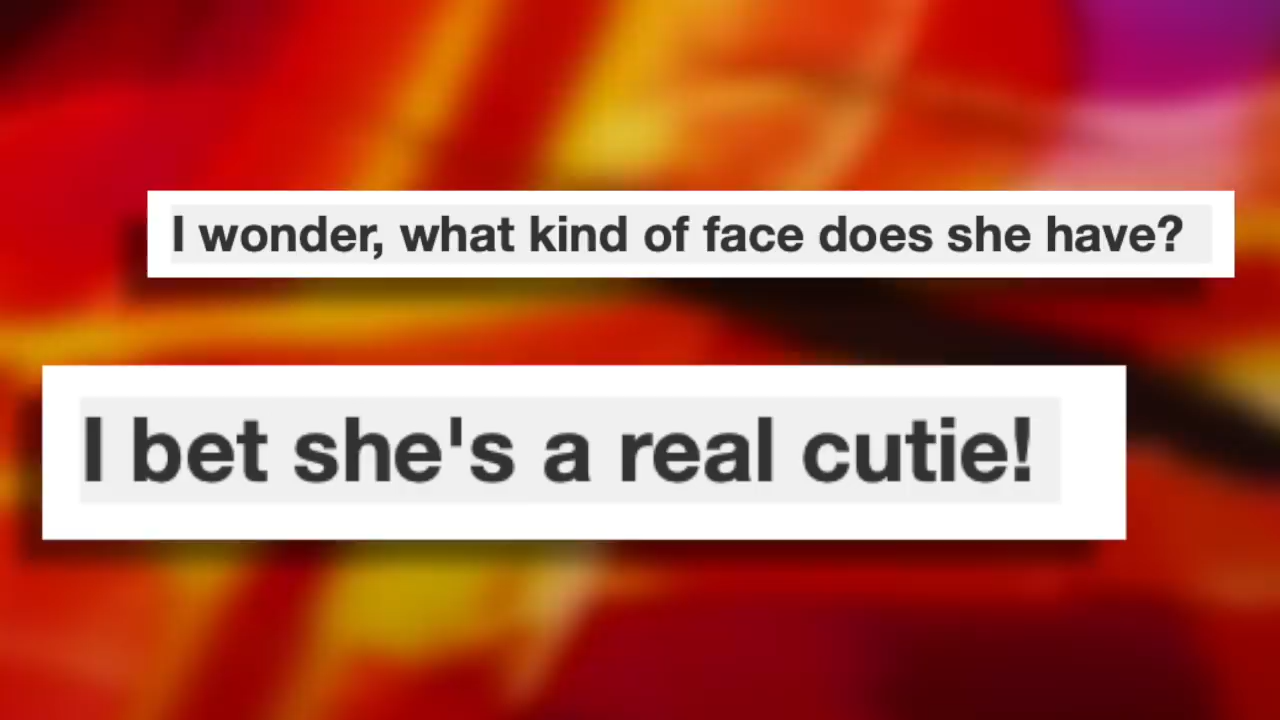 I wonder, what kind of face does she have?
I bet she's a real cutie!